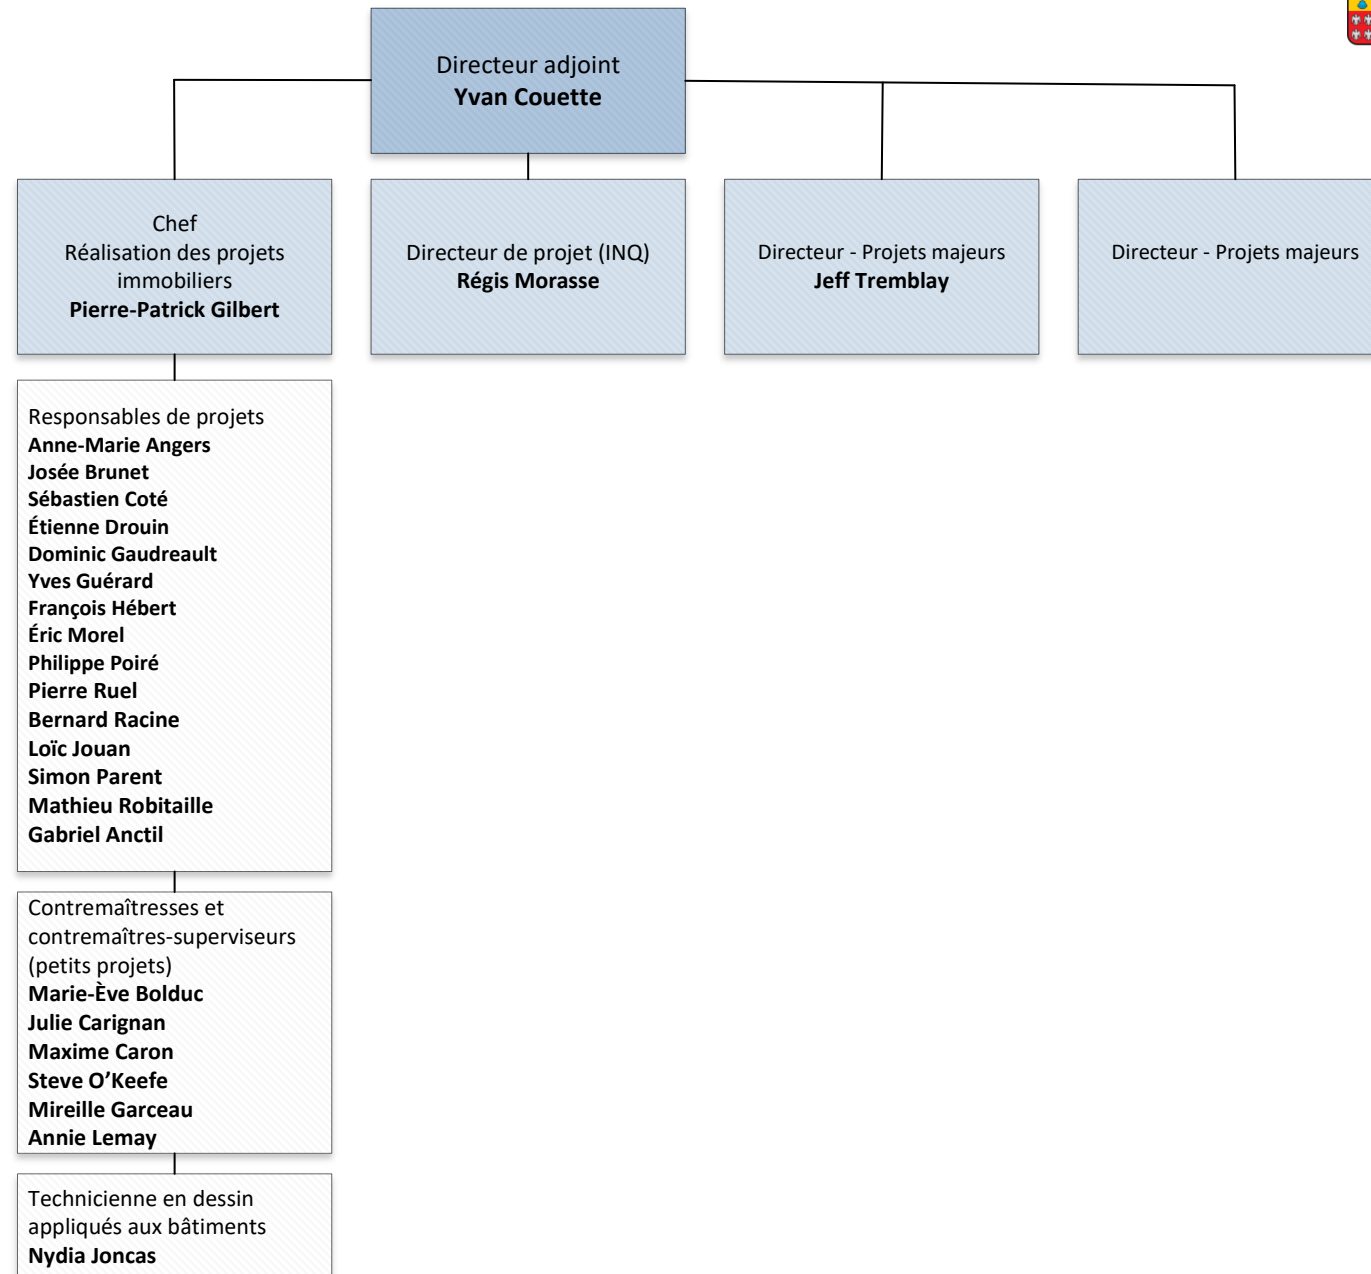 Directeur adjoint
Yvan Couette
Chef
Réalisation des projets
immobiliers
Pierre-Patrick Gilbert
Directeur de projet (INQ)
Régis Morasse
Directeur - Projets majeurs
Jeff Tremblay
Directeur - Projets majeurs
Responsables de projets
Anne-Marie Angers
Josée Brunet
Sébastien Coté
Étienne Drouin
Dominic Gaudreault
Yves Guérard
François Hébert
Éric Morel
Philippe Poiré
Pierre Ruel
Bernard Racine
Loïc Jouan
Simon Parent
Mathieu Robitaille
Gabriel Anctil
Contremaîtresses et
contremaîtres-superviseurs
(petits projets)
Marie-Ève Bolduc
Julie Carignan
Maxime Caron
Steve O’Keefe
Mireille Garceau
Annie Lemay
Technicienne en dessin
appliqués aux bâtiments
Nydia Joncas